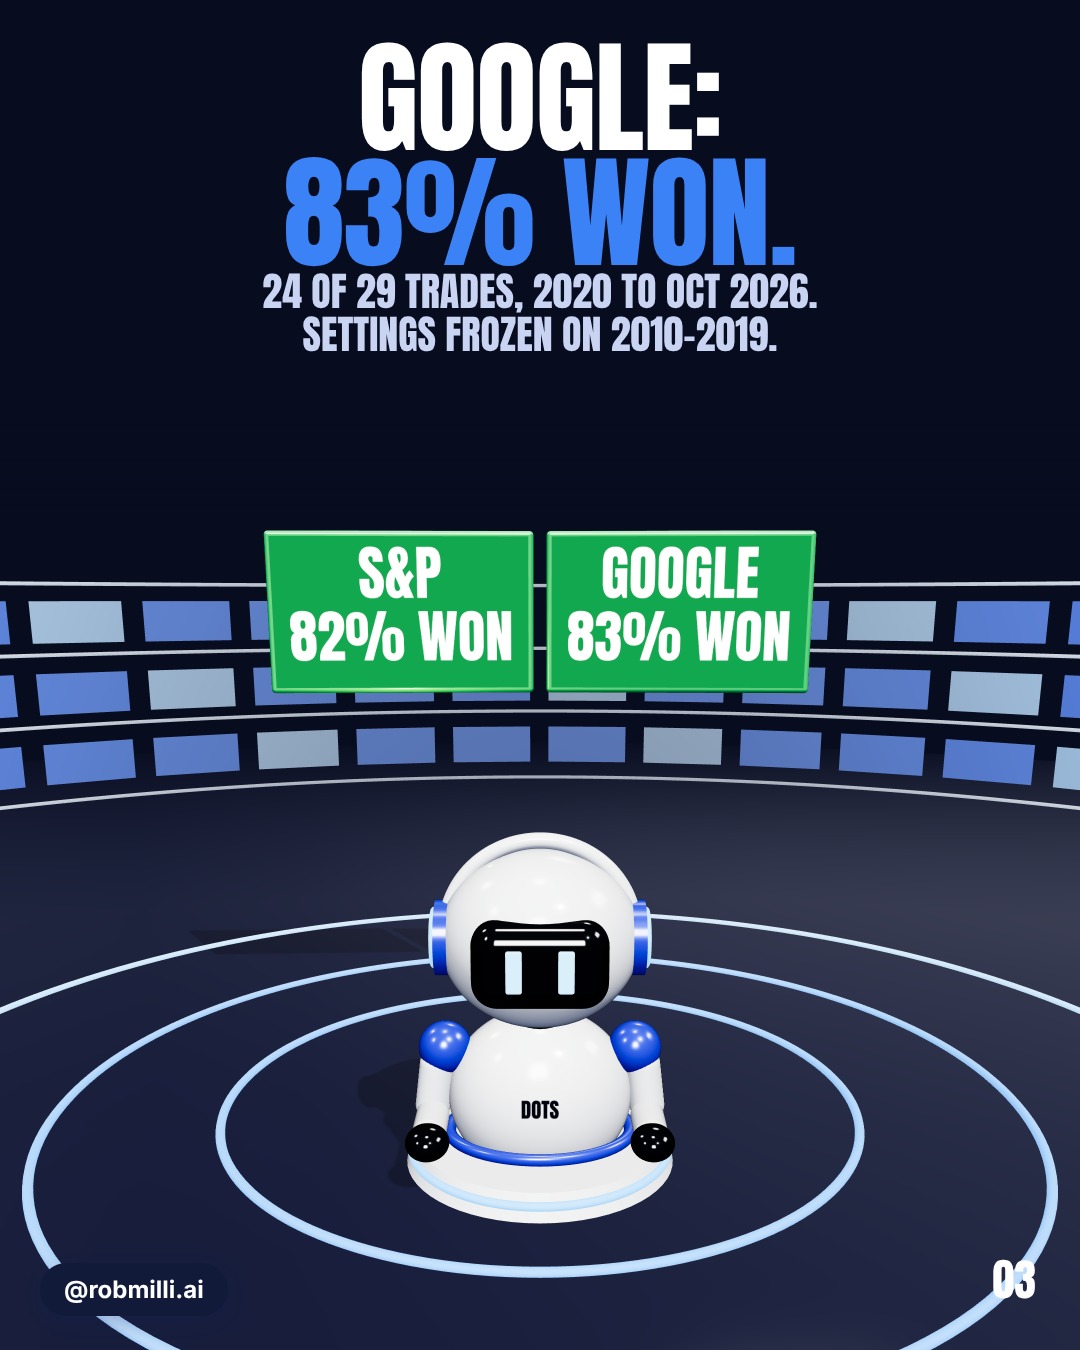 GOOGLE:
83% WON.
24 OF 29 TRADES, 2020 TO OCT 2026.
SETTINGS FROZEN ON 2010-2019.
S&P
82% WON
GOOGLE
83% WON
DOTS
@robmilli.ai
03